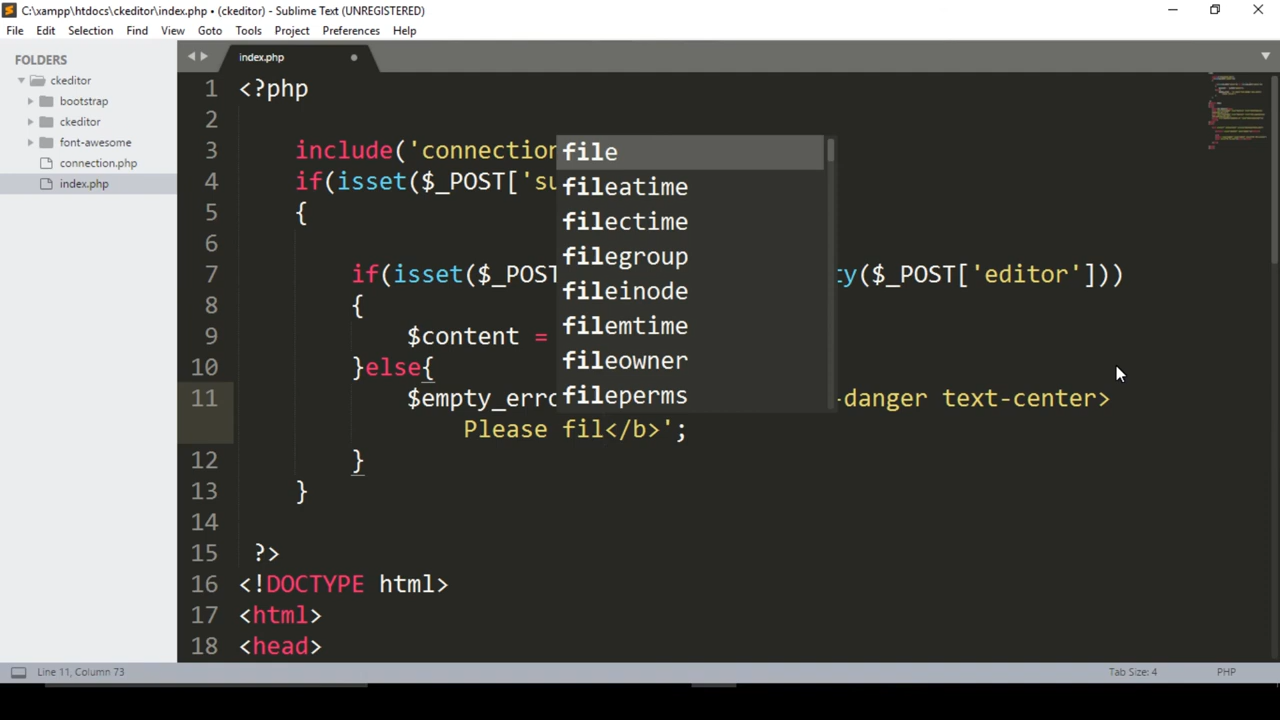 C:\xampp\htdocs\ckeditor\index.php • (ckeditor) - Sublime Text (UNREGISTERED)
File Edit Selection Find View Goto Tools Project Preferences Help
FOLDERS
ckeditor
bootstrap
ckeditor
font-awesome
connection.php
index.php
index.php
1 <?php
2
3 include('connection
4 if(isset($_POST['su
5 {
6
7 if(isset($_POST ty($_POST['editor']))
8 {
9 $content =
10 }else{
11 $empty_erro -danger text-center>
Please fil</b>';
12 }
13 }
14
15 ?>
16 <!DOCTYPE html>
17 <html>
18 <head>
file
fileatime
filectime
filegroup
fileinode
filemtime
fileowner
fileperms
Line 11, Column 73
Tab Size: 4
PHP